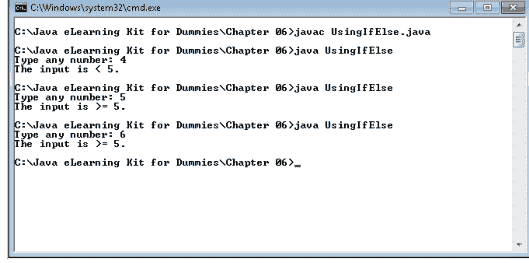 C:\Windows\system32\cmd.exe
C:\Java eLearning Kit for Dummies\Chapter 06>javac UsingIfElse.java
C:\Java eLearning Kit for Dummies\Chapter 06>java UsingIfElse
Type any number: 4
The input is < 5.
C:\Java eLearning Kit for Dummies\Chapter 06>java UsingIfElse
Type any number: 5
The input is >= 5.
C:\Java eLearning Kit for Dummies\Chapter 06>java UsingIfElse
Type any number: 6
The input is >= 5.
C:\Java eLearning Kit for Dummies\Chapter 06>_